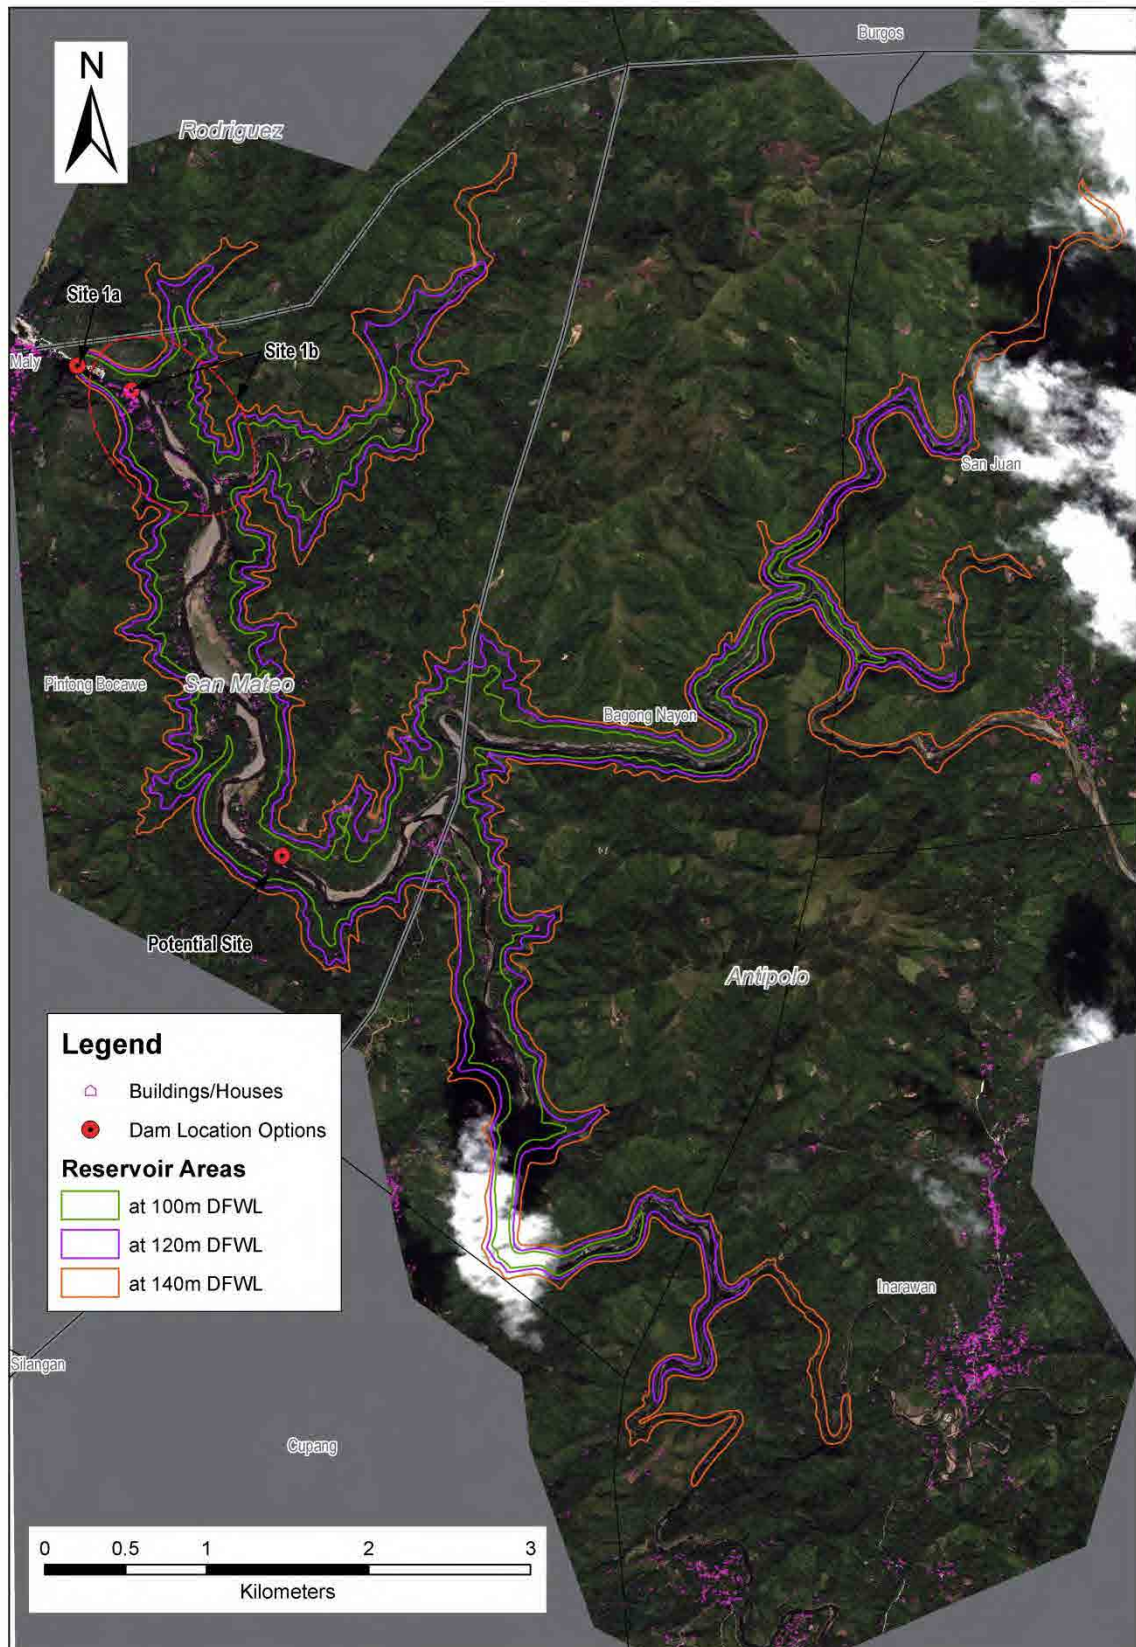 Burgos
N
Rodriguez
Site 1a
Site 1b
Maly
San Juan
Pintong Bocawe
San Mateo
Bagong Nayon
Potential Site
Antipolo
Legend
Buildings/Houses
Dam Location Options
Reservoir Areas
at 100m DFWL
at 120m DFWL
at 140m DFWL
Inarawan
Silangan
Cupang
0 0.5 1 2 3
Kilometers